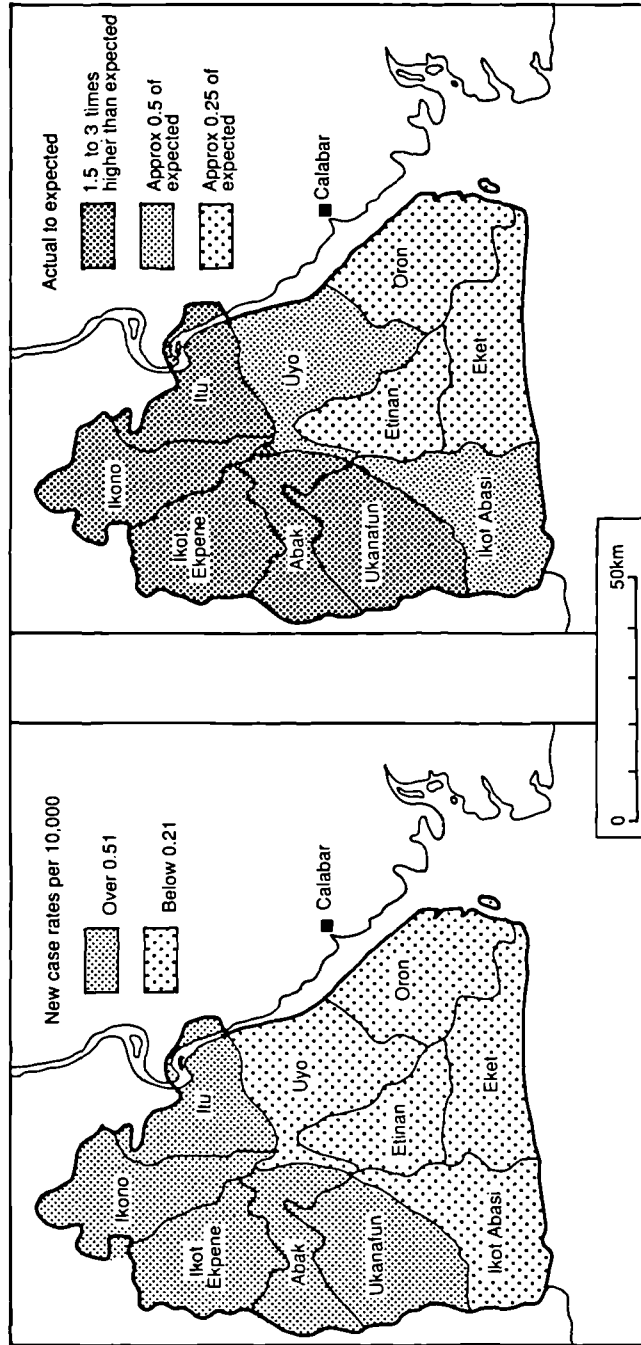 New case rates per 10,000
Over 0.51
Below 0.21
Ikono
Itu
Ikot
Ekpene
Abak
Uyo
Ukanafun
Etinan
Oron
Ikot Abasi
Eket
Calabar
0
50km
Actual to expected
1.5 to 3 times
higher than expected
Approx 0.5 of
expected
Approx 0.25 of
expected
Ikono
Itu
Ikot
Ekpene
Abak
Uyo
Ukanafun
Etinan
Oron
Ikot Abasi
Eket
Calabar